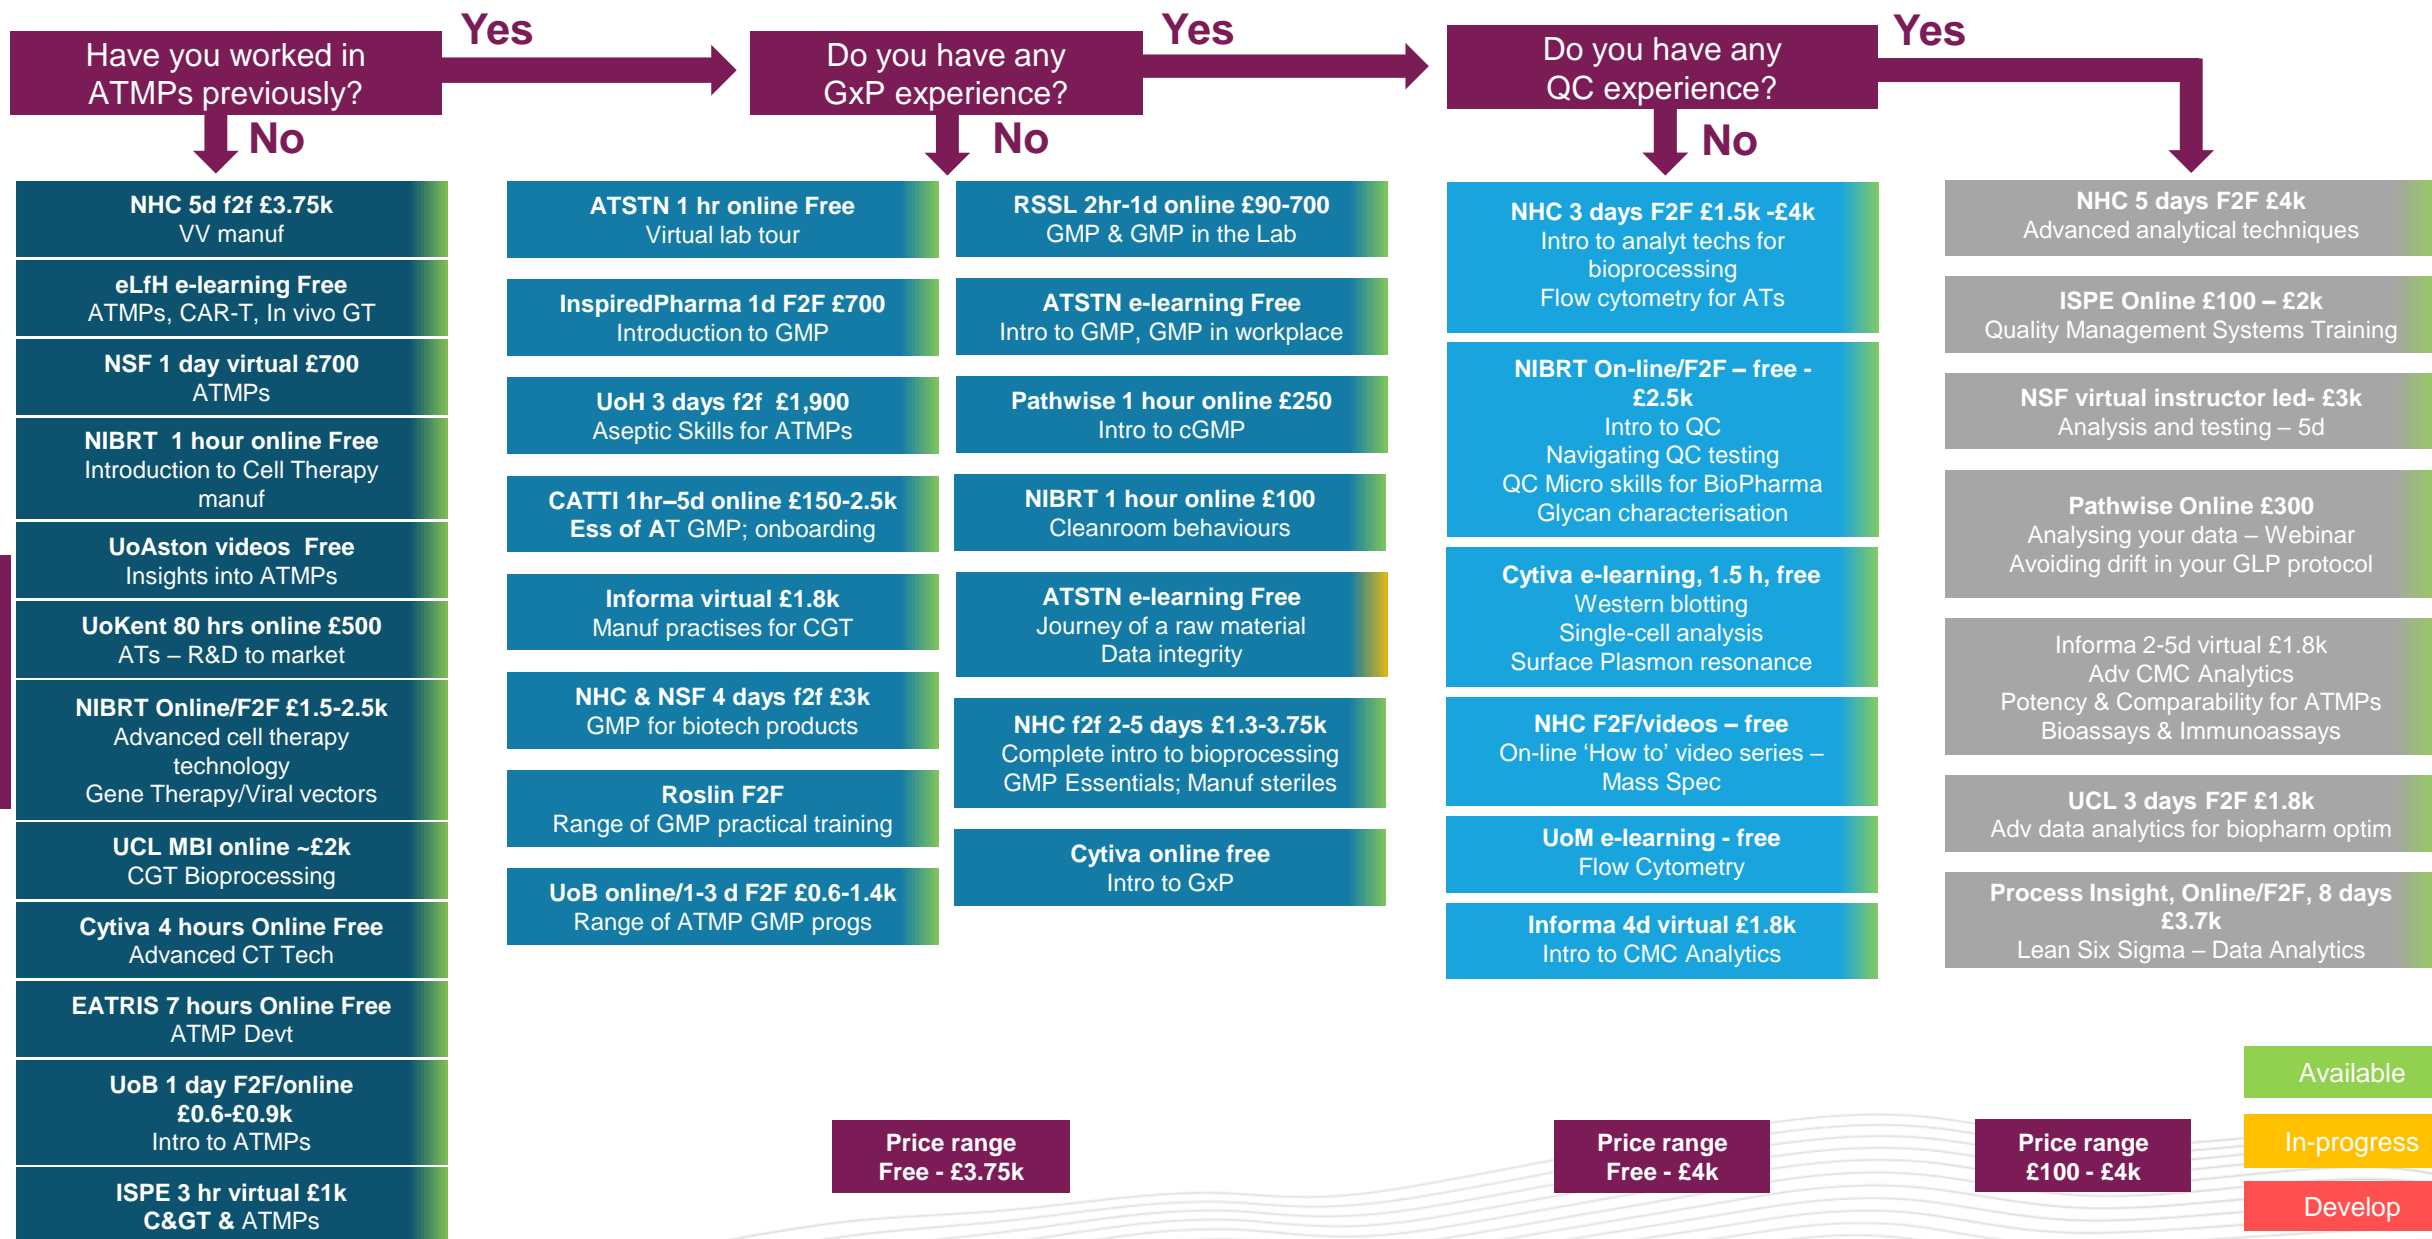 Have you worked in
ATMPs previously?
Yes
No
Do you have any
GxP experience?
Yes
No
Do you have any
QC experience?
Yes
No
NHC 5d f2f £3.75k
VV manuf
eLfH e-learning Free
ATMPs, CAR-T, In vivo GT
NSF 1 day virtual £700
ATMPs
NIBRT 1 hour online Free
Introduction to Cell Therapy
manuf
UoAston videos Free
Insights into ATMPs
UoKent 80 hrs online £500
ATs – R&D to market
NIBRT Online/F2F £1.5-2.5k
Advanced cell therapy
technology
Gene Therapy/Viral vectors
UCL MBI online ~£2k
CGT Bioprocessing
Cytiva 4 hours Online Free
Advanced CT Tech
EATRIS 7 hours Online Free
ATMP Devt
UoB 1 day F2F/online
£0.6-£0.9k
Intro to ATMPs
ISPE 3 hr virtual £1k
C&GT & ATMPs
ATSTN 1 hr online Free
Virtual lab tour
InspiredPharma 1d F2F £700
Introduction to GMP
UoH 3 days f2f £1,900
Aseptic Skills for ATMPs
CATTI 1hr–5d online £150-2.5k
Ess of AT GMP; onboarding
Informa virtual £1.8k
Manuf practises for CGT
NHC & NSF 4 days f2f £3k
GMP for biotech products
Roslin F2F
Range of GMP practical training
UoB online/1-3 d F2F £0.6-1.4k
Range of ATMP GMP progs
RSSL 2hr-1d online £90-700
GMP & GMP in the Lab
ATSTN e-learning Free
Intro to GMP, GMP in workplace
Pathwise 1 hour online £250
Intro to cGMP
NIBRT 1 hour online £100
Cleanroom behaviours
ATSTN e-learning Free
Journey of a raw material
Data integrity
NHC f2f 2-5 days £1.3-3.75k
Complete intro to bioprocessing
GMP Essentials; Manuf steriles
Cytiva online free
Intro to GxP
NHC 3 days F2F £1.5k -£4k
Intro to analyt techs for
bioprocessing
Flow cytometry for ATs
NIBRT On-line/F2F – free -
£2.5k
Intro to QC
Navigating QC testing
QC Micro skills for BioPharma
Glycan characterisation
Cytiva e-learning, 1.5 h, free
Western blotting
Single-cell analysis
Surface Plasmon resonance
NHC F2F/videos – free
On-line ‘How to’ video series –
Mass Spec
UoM e-learning - free
Flow Cytometry
Informa 4d virtual £1.8k
Intro to CMC Analytics
NHC 5 days F2F £4k
Advanced analytical techniques
ISPE Online £100 – £2k
Quality Management Systems Training
NSF virtual instructor led- £3k
Analysis and testing – 5d
Pathwise Online £300
Analysing your data – Webinar
Avoiding drift in your GLP protocol
Informa 2-5d virtual £1.8k
Adv CMC Analytics
Potency & Comparability for ATMPs
Bioassays & Immunoassays
UCL 3 days F2F £1.8k
Adv data analytics for biopharm optim
Process Insight, Online/F2F, 8 days
£3.7k
Lean Six Sigma – Data Analytics
Price range
Free - £3.75k
Price range
Free - £4k
Price range
£100 - £4k
Available
In-progress
Develop